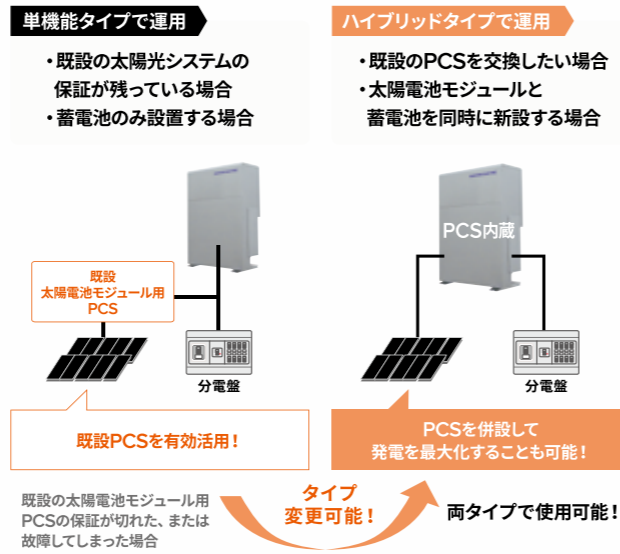 単機能タイプで運用
・既設の太陽光システムの
保証が残っている場合
・蓄電池のみ設置する場合
既設
太陽電池モジュール用
PCS
分電盤
既設PCSを有効活用！
ハイブリッドタイプで運用
・既設のPCSを交換したい場合
・太陽電池モジュールと
蓄電池を同時に新設する場合
PCS内蔵
分電盤
PCSを併設して
発電を最大化することも可能！
既設の太陽電池モジュール用
PCSの保証が切れた、または
故障してしまった場合
タイプ
変更可能！
両タイプで使用可能！